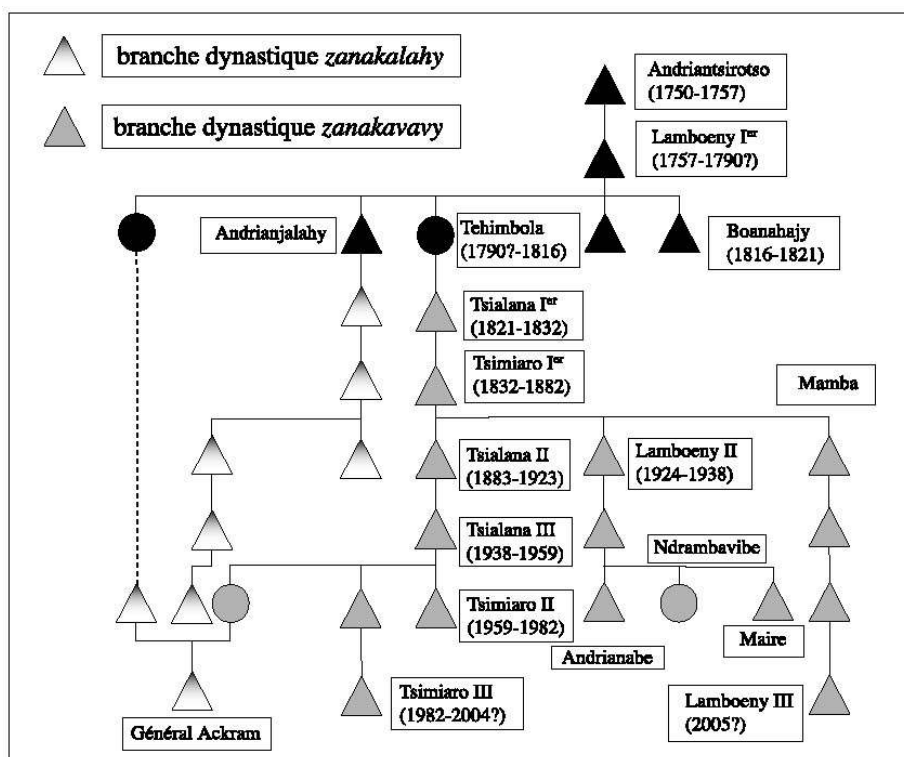 branche dynastique zanakalahy
branche dynastique zanakavavy
Andriantsirotso
(1750-1757)
Lamboeny Ier
(1757-1790?)
Andrianjalahy
Tehimbola
(1790?-1816)
Boanahajy
(1816-1821)
Tsialana Ier
(1821-1832)
Tsimiaro Ier
(1832-1882)
Mamba
Tsialana II
(1883-1923)
Lamboeny II
(1924-1938)
Tsialana III
(1938-1959)
Ndrambavibe
Tsimiaro II
(1959-1982)
Andrianabe
Maire
Tsimiaro III
(1982-2004?)
Lamboeny III
(2005?)
Général Ackram